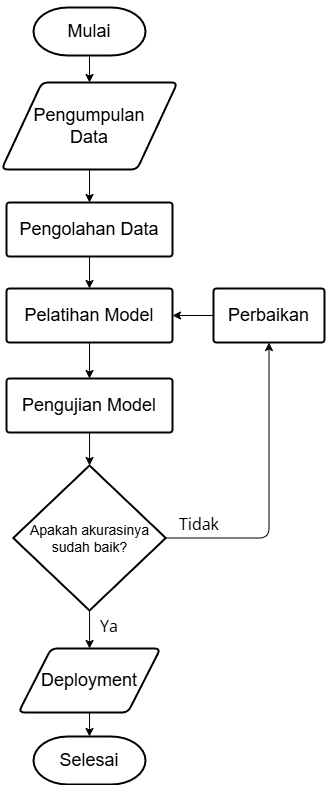 Mulai
Pengumpulan
Data
Pengolahan Data
Pelatihan Model
Perbaikan
Pengujian Model
Apakah akurasinya
sudah baik?
Tidak
Ya
Deployment
Selesai